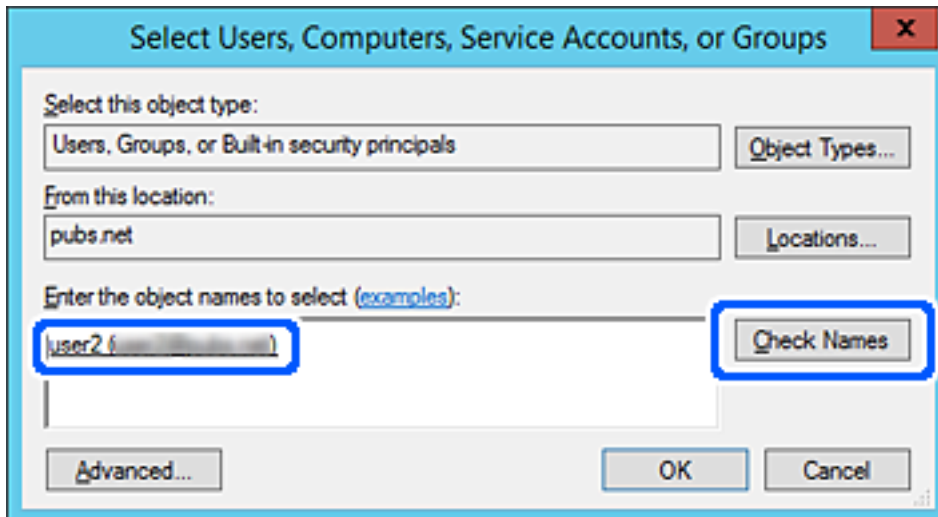 Select Users, Computers, Service Accounts, or Groups
x
Select this object type:
Users, Groups, or Built-in security principals
Object Types...
From this location:
pubs.net
Locations...
Enter the object names to select (examples):
user2 ( )
Check Names
Advanced...
OK
Cancel